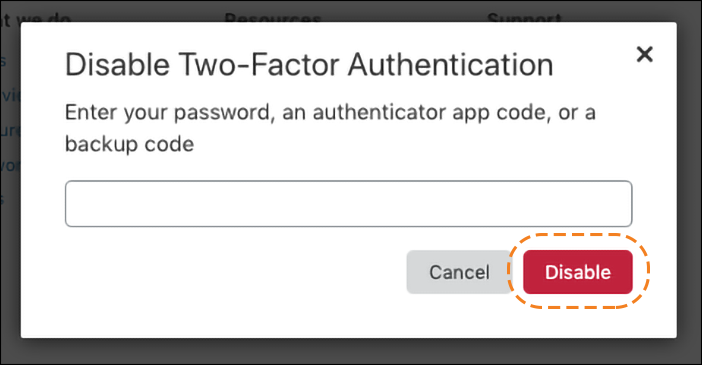 t we do Resources Support
Disable Two-Factor Authentication
Enter your password, an authenticator app code, or a
backup code
Cancel Disable